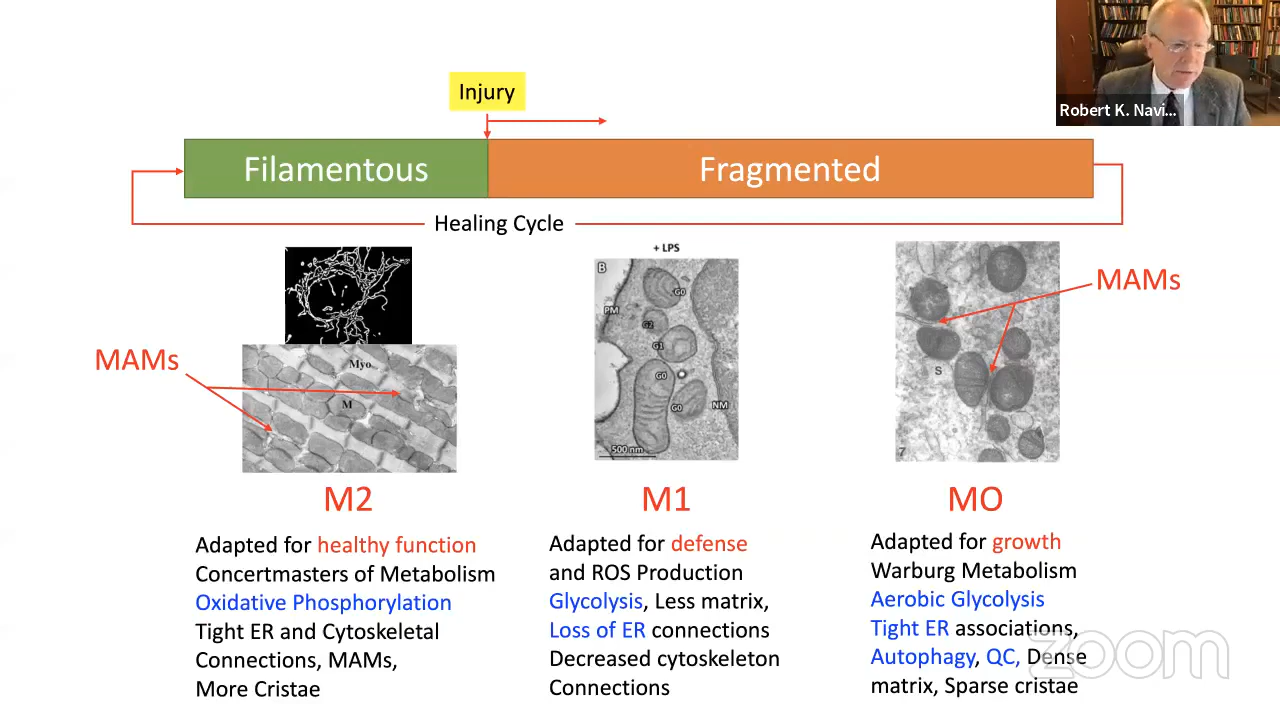 Robert K. Navi...
Injury
Filamentous
Fragmented
Healing Cycle
+ LPS
B
PM
G0
G2
G1
G0
G0
NM
500 nm
MAMs
S
7
MAMs
Myo
M
M2
Adapted for healthy function
Concertmasters of Metabolism
Oxidative Phosphorylation
Tight ER and Cytoskeletal
Connections, MAMs,
More Cristae
M1
Adapted for defense
and ROS Production
Glycolysis, Less matrix,
Loss of ER connections
Decreased cytoskeleton
Connections
MO
Adapted for growth
Warburg Metabolism
Aerobic Glycolysis
Tight ER associations,
Autophagy, QC, Dense
matrix, Sparse cristae
zoom